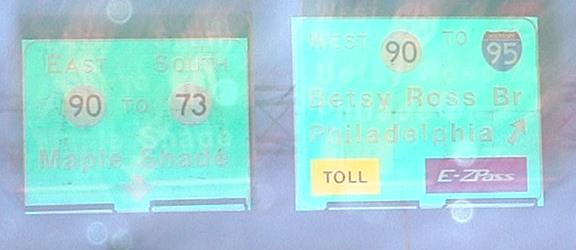 EAST SOUTH
90 TO 73
Maple Shade
WEST 90 TO 95
Betsy Ross Br
Philadelphia
TOLL E-ZPass